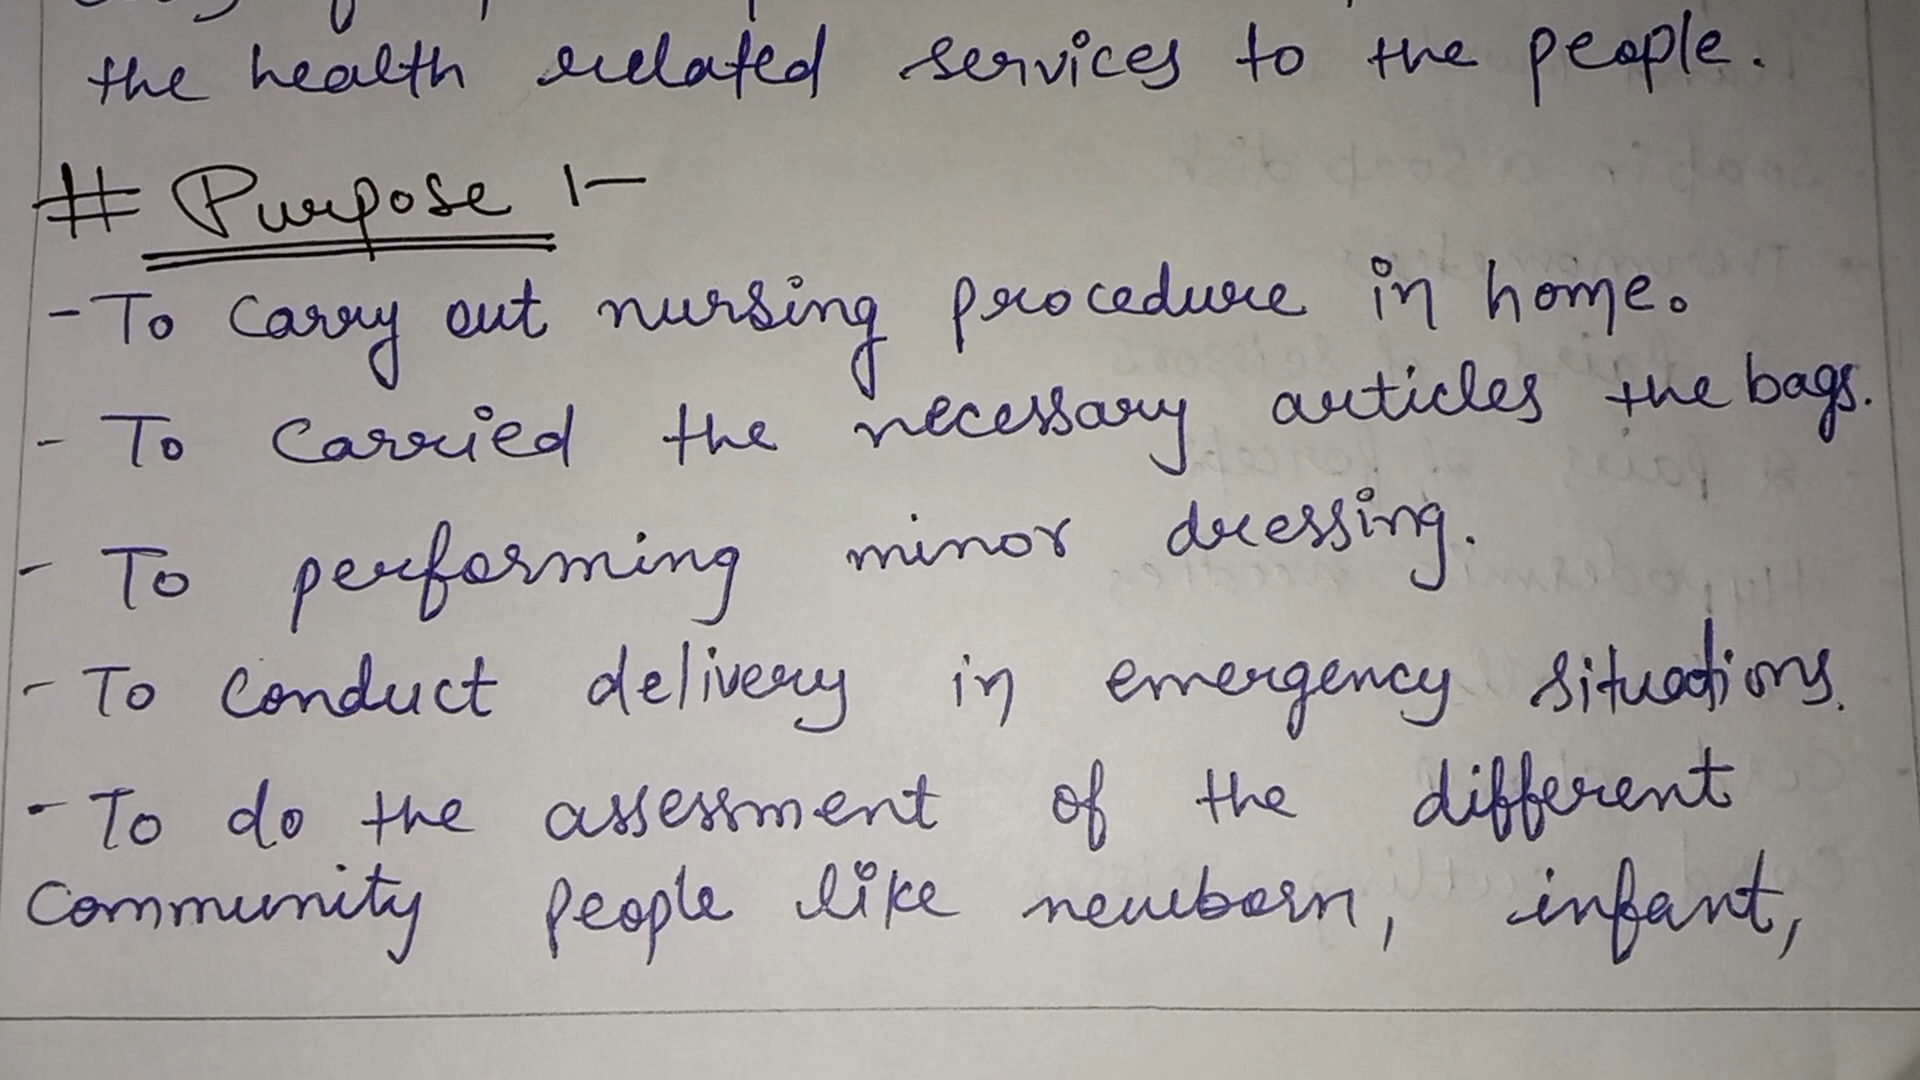 the health related services to the people.
# Purpose :-
- To carry out nursing procedure in home.
- To carried the necessary articles the bags.
- To performing minor dressing.
- To conduct delivery in emergency situations.
- To do the assessment of the different
community people like newborn, infant,